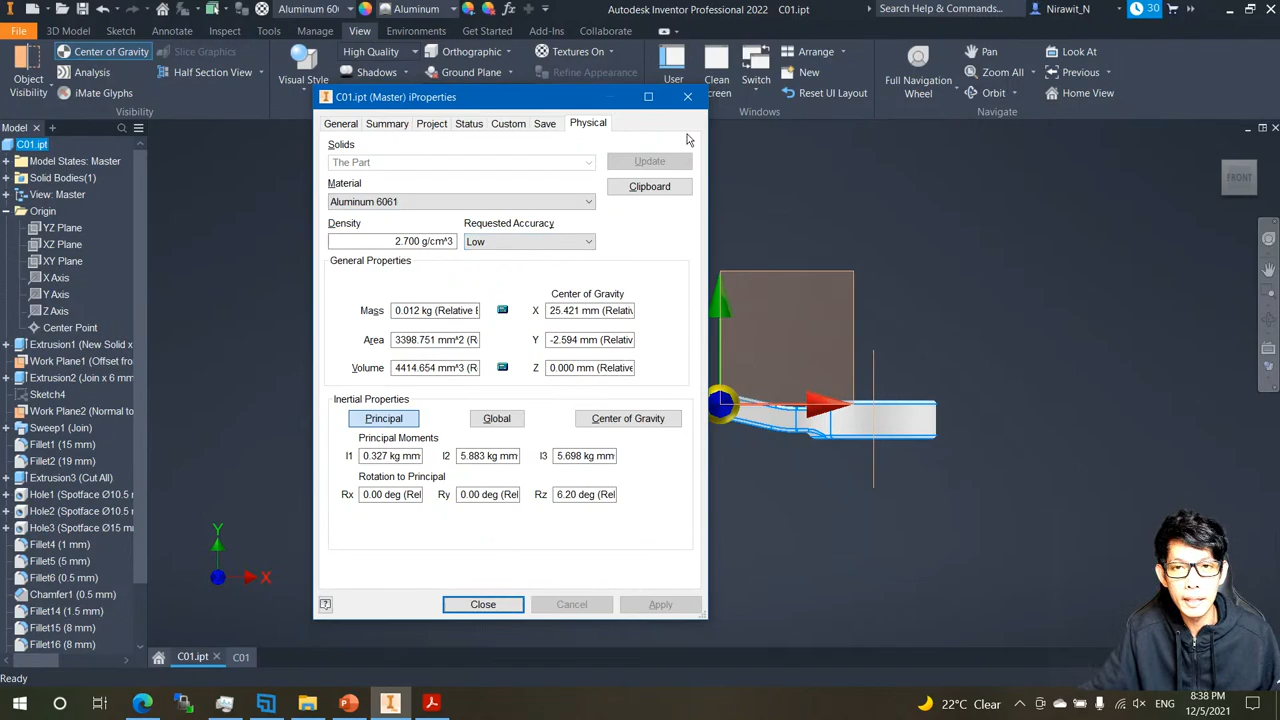 File
Aluminum 60
Aluminum
Autodesk Inventor Professional 2022 C01.ipt
Search Help & Commands...
Nirawit_N
30
File 3D Model Sketch Annotate Inspect Tools Manage View Environments Get Started Add-Ins Collaborate
Object
Visibility
Center of Gravity
Analysis
iMate Glyphs
Slice Graphics
Half Section View
Visibility
Visual Style
High Quality
Shadows
Orthographic
Ground Plane
Textures On
Refine Appearance
User
Clean
Switch
Arrange
New
Reset UI Layout
Windows
Full Navigation
Wheel
Pan
Zoom All
Orbit
Look At
Previous
Home View
Navigate
Model
C01.ipt
Model States: Master
Solid Bodies(1)
View: Master
Origin
YZ Plane
XZ Plane
XY Plane
X Axis
Y Axis
Z Axis
Center Point
Extrusion1 (Join x 19 mm
Work Plane1 (Offset from
Extrusion2 (Join x 6 mm
Sketch4
Work Plane2 (Normal to
Sweep1 (Join)
Fillet1 (15 mm)
Fillet2 (19 mm)
Extrusion3 (Cut All)
Hole1 (Spotface Ø10.5 m
Hole2 (Spotface Ø10.5 m
Hole3 (Spotface Ø15 mm
Fillet4 (1 mm)
Fillet5 (5 mm)
Fillet6 (0.5 mm)
Chamfer1 (0.5 mm)
Fillet14 (1.5 mm)
Fillet15 (8 mm)
Fillet16 (8 mm)
C01.ipt (Master) iProperties
General Summary Project Status Custom Save Physical
Solids
The Part
Update
Material
Clipboard
Aluminum 6061
Density
Requested Accuracy
2.700 g/cm^3
Low
General Properties
Center of Gravity
Mass 0.012 kg (Relative E
X 25.421 mm (Relativ
Area 3398.751 mm^2 (R
Y -2.594 mm (Relative
Volume 4414.654 mm^3 (R
Z 0.000 mm (Relative
Inertial Properties
Principal
Global
Center of Gravity
Principal Moments
I1 0.327 kg mm
I2 5.883 kg mm
I3 5.698 kg mm
Rotation to Principal
Rx 0.00 deg (Rel
Ry 0.00 deg (Rel
Rz 6.20 deg (Rel
Close
Cancel
Apply
FRONT
Y
X
C01.ipt
C01
Ready
22°C Clear
ENG
8:38 PM
12/5/2021